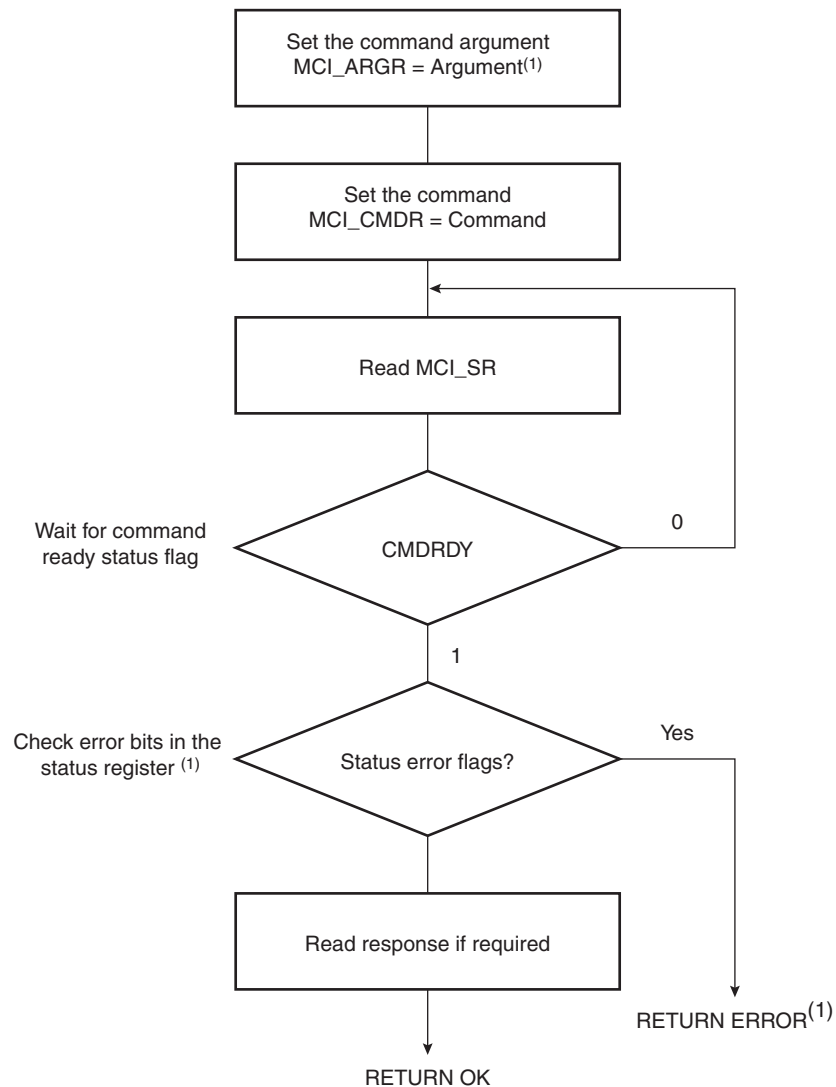 Set the command argument
MCI_ARGR = Argument(1)
Set the command
MCI_CMDR = Command
Read MCI_SR
Wait for command
ready status flag
CMDRDY
0
1
Check error bits in the
status register (1)
Status error flags?
Yes
Read response if required
RETURN ERROR(1)
RETURN OK